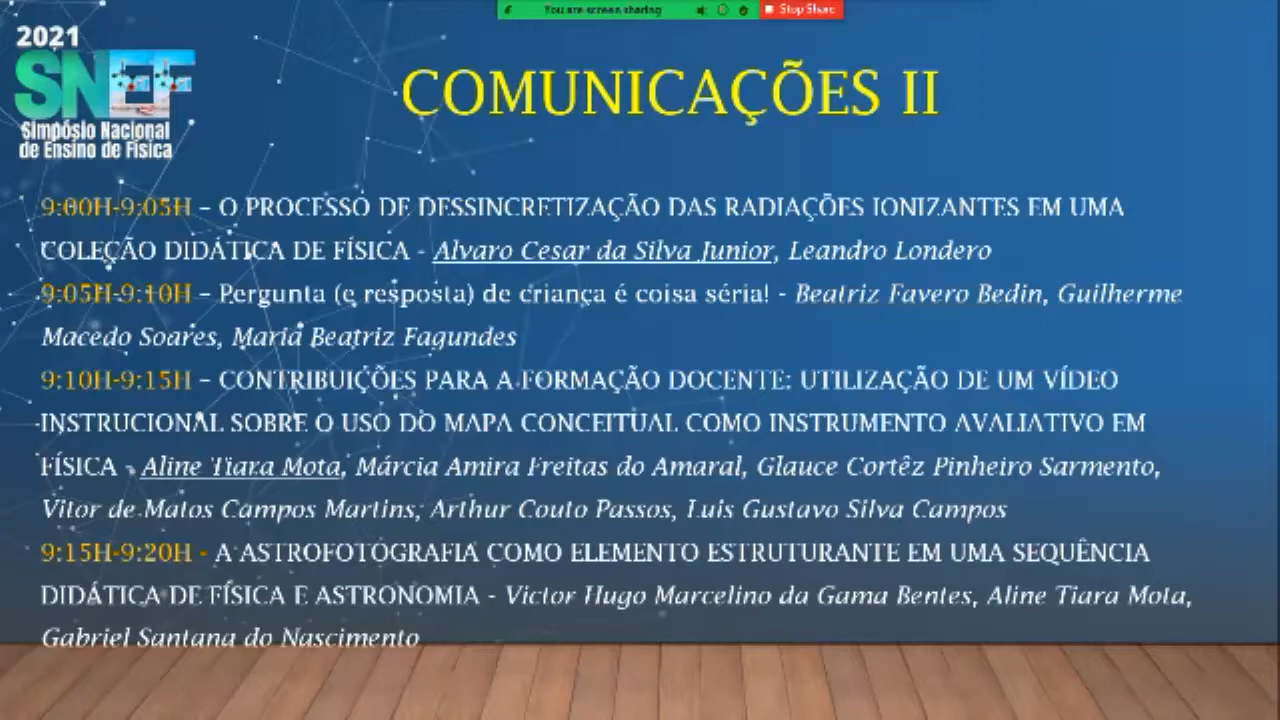 You are screen sharing Stop Share
2021
SNEF
Simpósio Nacional
de Ensino de Física
COMUNICAÇÕES II
9:00H-9:05H – O PROCESSO DE DESSINCRETIZAÇÃO DAS RADIAÇÕES IONIZANTES EM UMA
COLEÇÃO DIDÁTICA DE FÍSICA - Alvaro Cesar da Silva Junior, Leandro Londero
9:05H-9:10H – Pergunta (e resposta) de criança é coisa séria! - Beatriz Favero Bedin, Guilherme
Macedo Soares, Maria Beatriz Fagundes
9:10H-9:15H – CONTRIBUIÇÕES PARA A FORMAÇÃO DOCENTE: UTILIZAÇÃO DE UM VÍDEO
INSTRUCIONAL SOBRE O USO DO MAPA CONCEITUAL COMO INSTRUMENTO AVALIATIVO EM
FÍSICA - Aline Tiara Mota, Márcia Amira Freitas do Amaral, Glauce Cortêz Pinheiro Sarmento,
Vitor de Matos Campos Martins, Arthur Couto Passos, Luis Gustavo Silva Campos
9:15H-9:20H - A ASTROFOTOGRAFIA COMO ELEMENTO ESTRUTURANTE EM UMA SEQUÊNCIA
DIDÁTICA DE FÍSICA E ASTRONOMIA - Victor Hugo Marcelino da Gama Bentes, Aline Tiara Mota,
Gabriel Santana do Nascimento